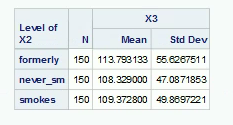 Level of X2 N X3
Mean Std Dev
formerly 150 113.793133 55.6267511
never_sm 150 108.329000 47.0871853
smokes 150 109.372800 49.8697221